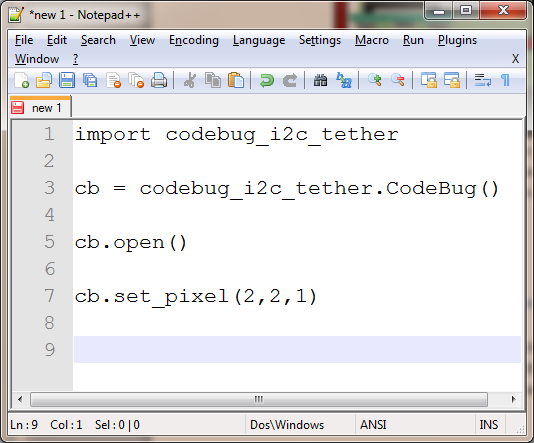 *new 1 - Notepad++
File Edit Search View Encoding Language Settings Macro Run Plugins
Window ? X
new 1
1 import codebug_i2c_tether
2
3 cb = codebug_i2c_tether.CodeBug()
4
5 cb.open()
6
7 cb.set_pixel(2,2,1)
8
9
Ln:9 Col:1 Sel:0|0 Dos\Windows ANSI INS